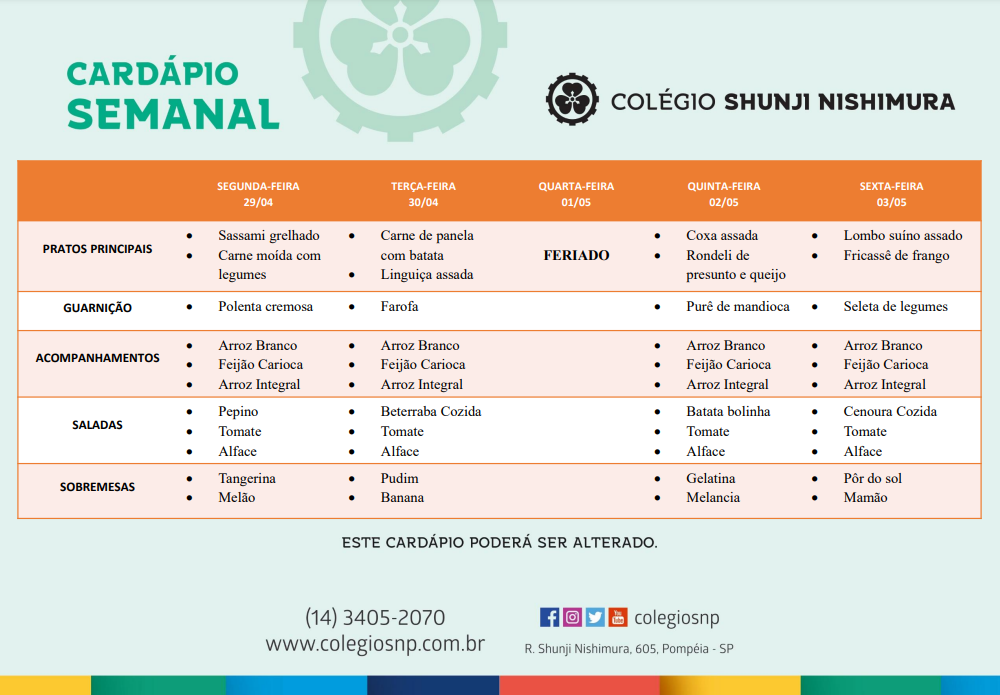 CARDÁPIO
SEMANAL
COLÉGIO SHUNJI NISHIMURA
SEGUNDA-FEIRA TERÇA-FEIRA QUARTA-FEIRA QUINTA-FEIRA SEXTA-FEIRA
29/04 30/04 01/05 02/05 03/05
PRATOS PRINCIPAIS
• Sassami grelhado
• Carne moída com
legumes
• Carne de panela
com batata
• Linguiça assada
FERIADO
• Coxa assada
• Rondeli de
presunto e queijo
• Lombo suíno assado
• Fricassê de frango
GUARNIÇÃO
• Polenta cremosa
• Farofa
• Purê de mandioca
• Seleta de legumes
ACOMPANHAMENTOS
• Arroz Branco
• Feijão Carioca
• Arroz Integral
• Arroz Branco
• Feijão Carioca
• Arroz Integral
• Arroz Branco
• Feijão Carioca
• Arroz Integral
• Arroz Branco
• Feijão Carioca
• Arroz Integral
SALADAS
• Pepino
• Tomate
• Alface
• Beterraba Cozida
• Tomate
• Alface
• Batata bolinha
• Tomate
• Alface
• Cenoura Cozida
• Tomate
• Alface
SOBREMESAS
• Tangerina
• Melão
• Pudim
• Banana
• Gelatina
• Melancia
• Pôr do sol
• Mamão
ESTE CARDÁPIO PODERÁ SER ALTERADO.
(14) 3405-2070
www.colegiosnp.com.br
You Tube colegiosnp
R. Shunji Nishimura, 605, Pompéia - SP